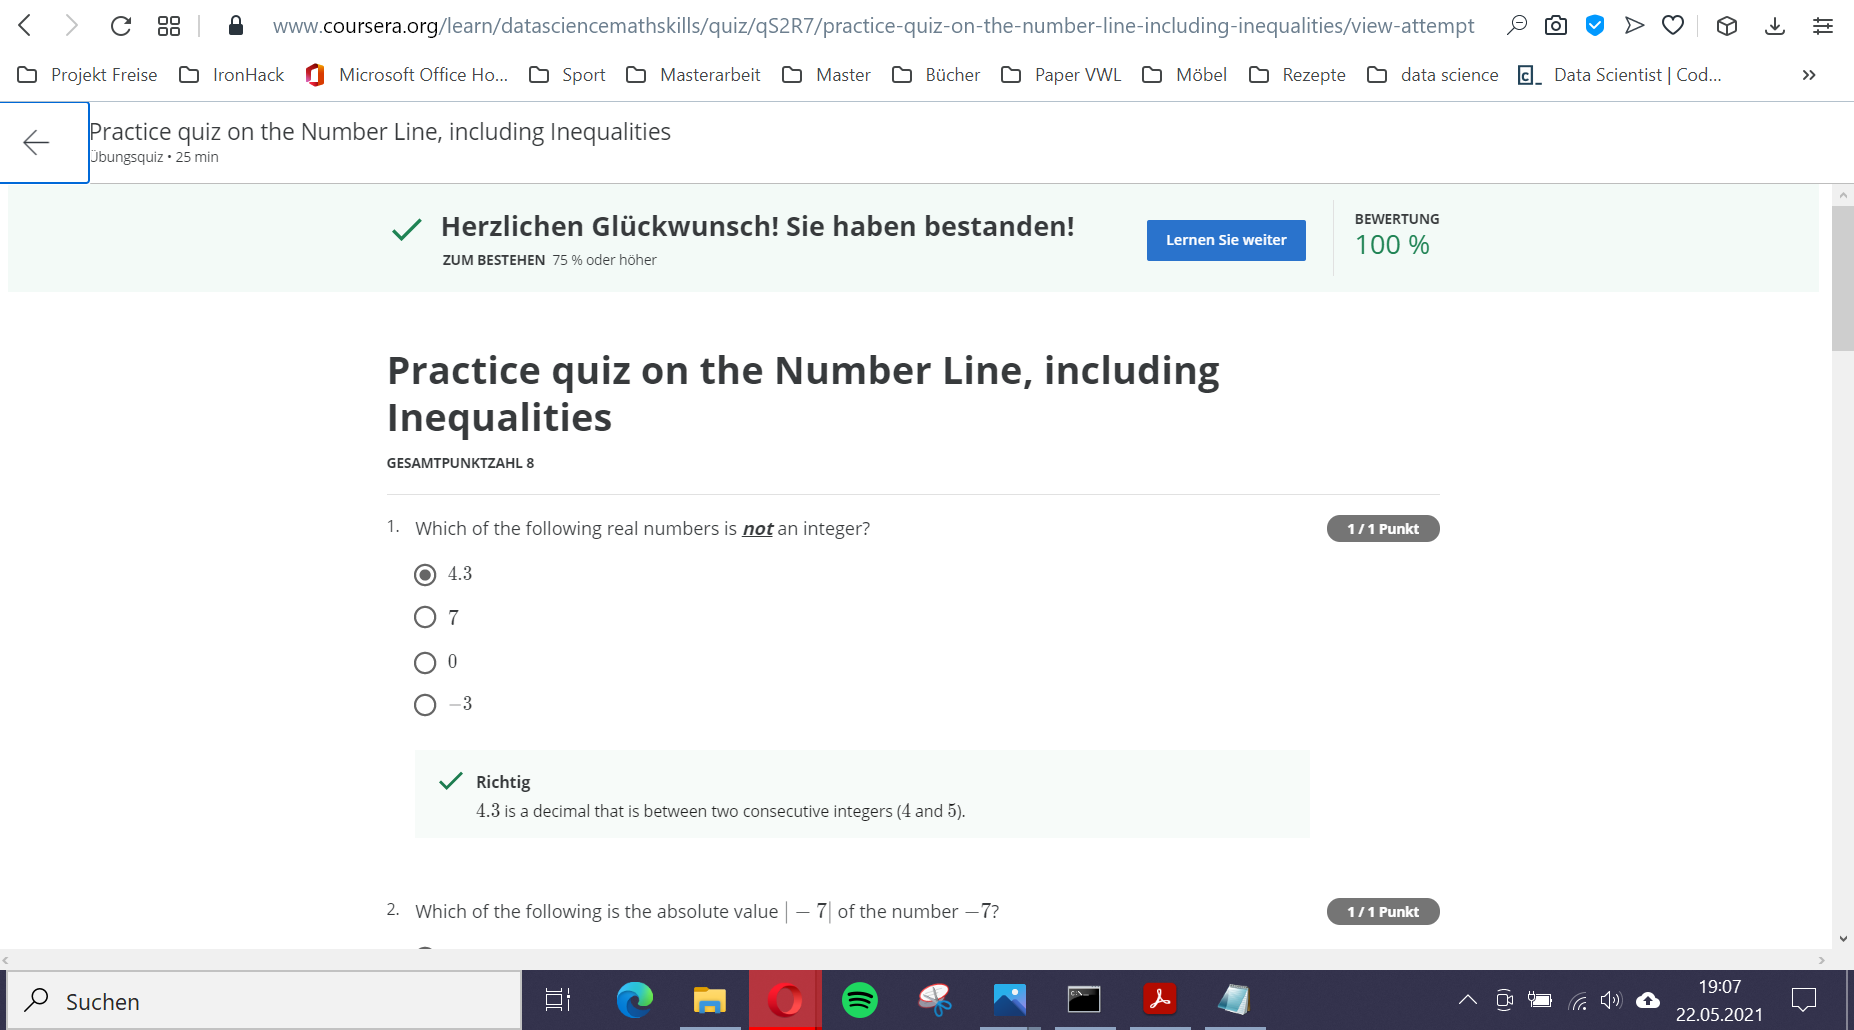 www.coursera.org/learn/datasciencemathskills/quiz/qS2R7/practice-quiz-on-the-number-line-including-inequalities/view-attempt
Projekt Freise IronHack Microsoft Office Ho... Sport Masterarbeit Master Bücher Paper VWL Möbel Rezepte data science Data Scientist | Cod... »
Practice quiz on the Number Line, including Inequalities
Übungsquiz • 25 min
Herzlichen Glückwunsch! Sie haben bestanden!
ZUM BESTEHEN 75 % oder höher
Lernen Sie weiter
BEWERTUNG
100 %
Practice quiz on the Number Line, including
Inequalities
GESAMTPUNKTZAHL 8
1. Which of the following real numbers is not an integer? 1 / 1 Punkt
4.3
7
0
−3
Richtig
4.3 is a decimal that is between two consecutive integers (4 and 5).
2. Which of the following is the absolute value | − 7| of the number −7? 1 / 1 Punkt
Suchen
19:07
22.05.2021